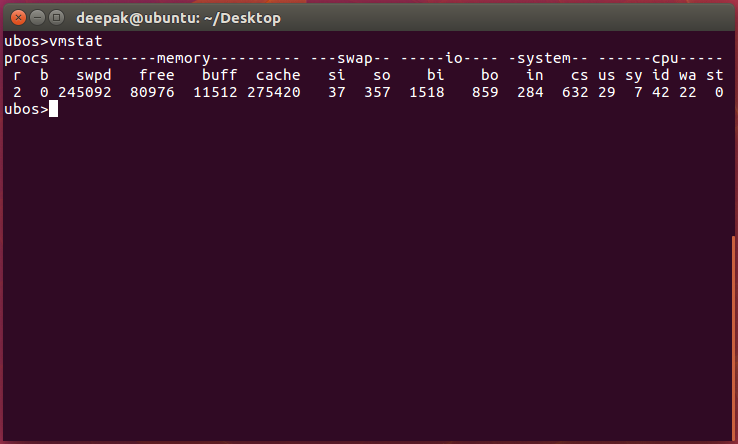 deepak@ubuntu: ~/Desktop
ubos>vmstat
procs -----------memory---------- ---swap-- -----io---- -system-- ------cpu-----
 r  b   swpd   free   buff  cache   si   so    bi    bo   in   cs us sy id wa st
 2  0 245092  80976  11512 275420   37  357  1518   859  284  632 29  7 42 22  0
ubos>